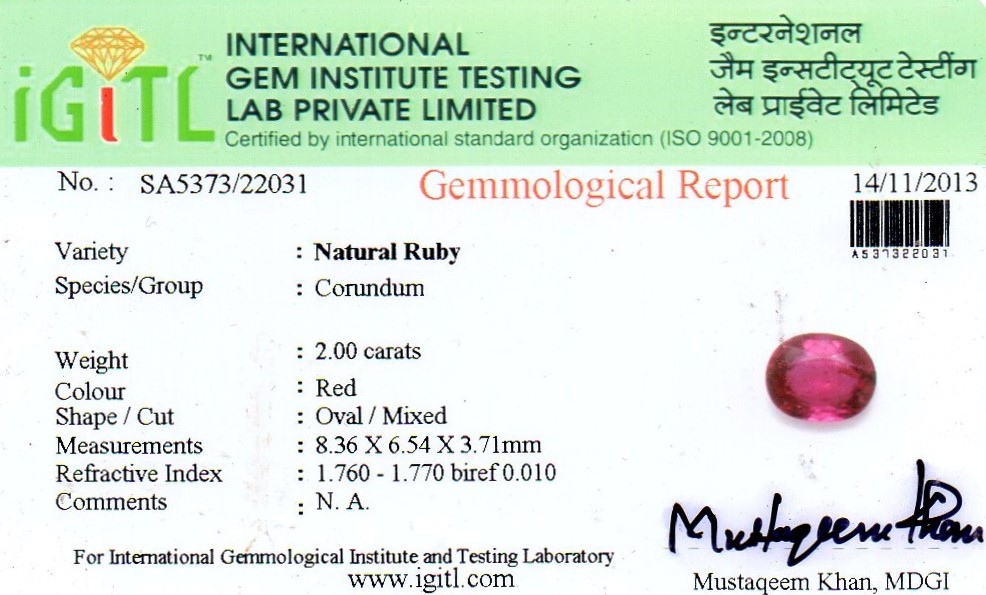 iGiTL™
INTERNATIONAL
GEM INSTITUTE TESTING
LAB PRIVATE LIMITED
Certified by international standard organization (ISO 9001-2008)
इन्टरनेशनल
जैम इन्सटीट्यूट टेस्टींग
लेब प्राईवेट लिमिटेड
No. : SA5373/22031
Gemmological Report
14/11/2013
A537322031
Variety : Natural Ruby
Species/Group : Corundum
Weight : 2.00 carats
Colour : Red
Shape / Cut : Oval / Mixed
Measurements : 8.36 X 6.54 X 3.71mm
Refractive Index : 1.760 - 1.770 biref 0.010
Comments : N. A.
Mustaqeem Khan
For International Gemmological Institute and Testing Laboratory
www.igitl.com
Mustaqeem Khan, MDGI